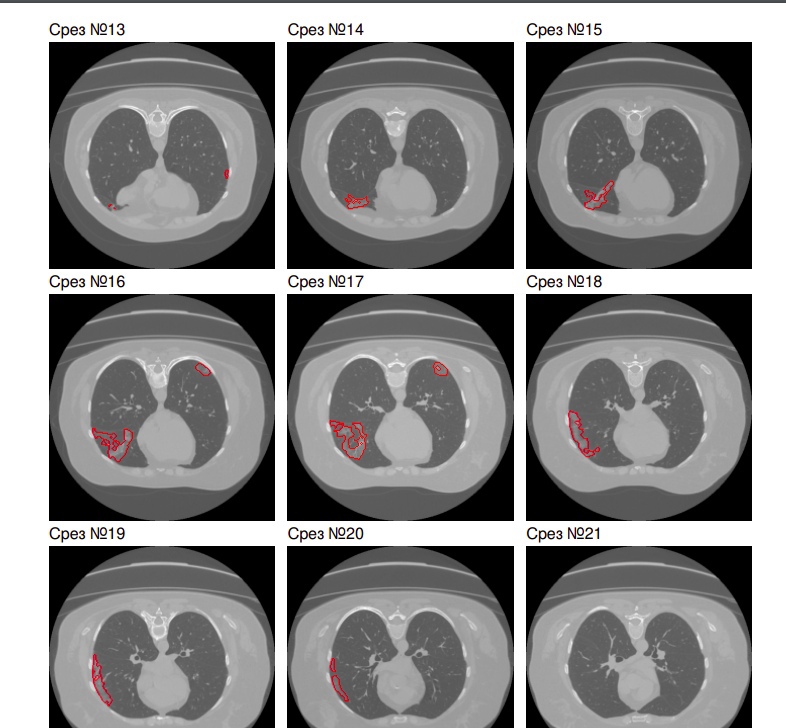 Срез №13
Срез №14
Срез №15
Срез №16
Срез №17
Срез №18
Срез №19
Срез №20
Срез №21